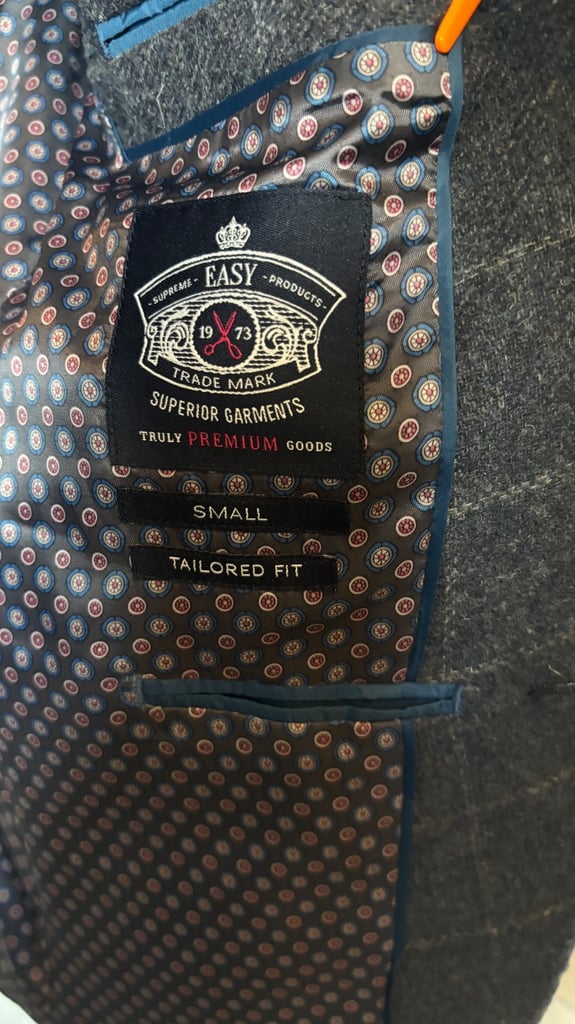 - SUPREME - EASY - PRODUCTS -
19 73
TRADE MARK
SUPERIOR GARMENTS
TRULY PREMIUM GOODS
SMALL
TAILORED FIT